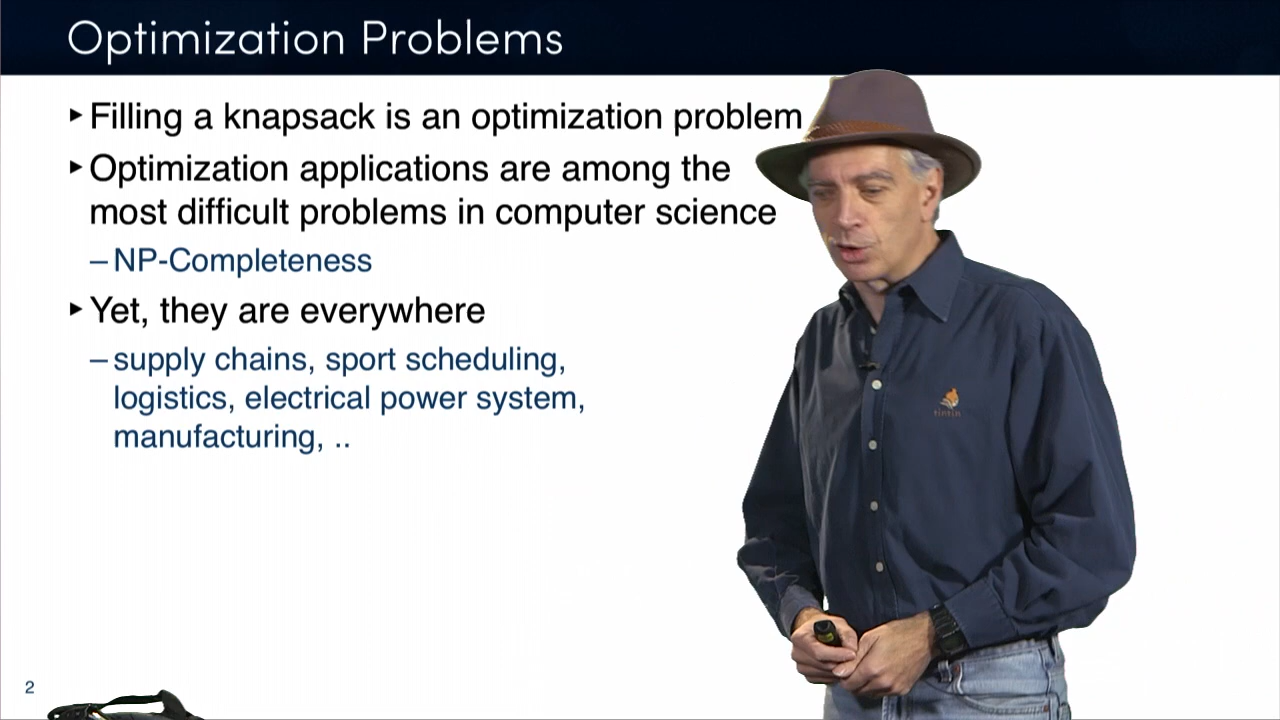 Optimization Problems
‣ Filling a knapsack is an optimization problem
‣ Optimization applications are among the
most difficult problems in computer science
– NP-Completeness
‣ Yet, they are everywhere
– supply chains, sport scheduling,
logistics, electrical power system,
manufacturing, ..
tintin
2